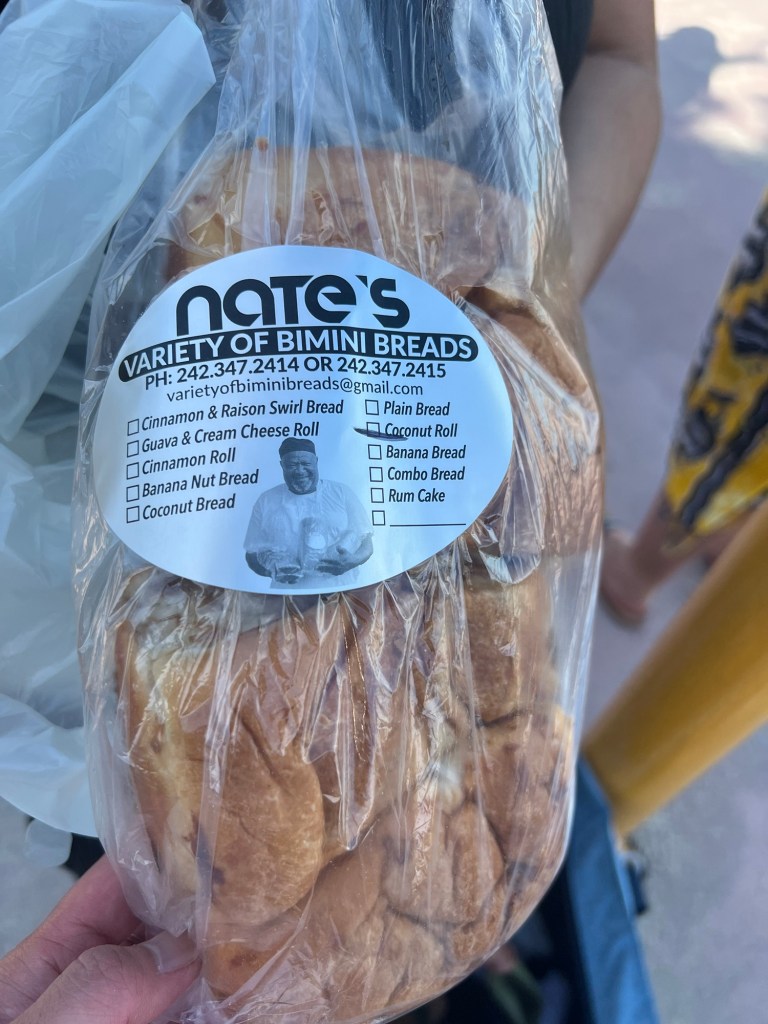 NATE'S
VARIETY OF BIMINI BREADS
PH: 242.347.2414 OR 242.347.2415
varietyofbiminibreads@gmail.com
Cinnamon & Raison Swirl Bread
Guava & Cream Cheese Roll
Cinnamon Roll
Banana Nut Bread
Coconut Bread
Plain Bread
Coconut Roll
Banana Bread
Combo Bread
Rum Cake